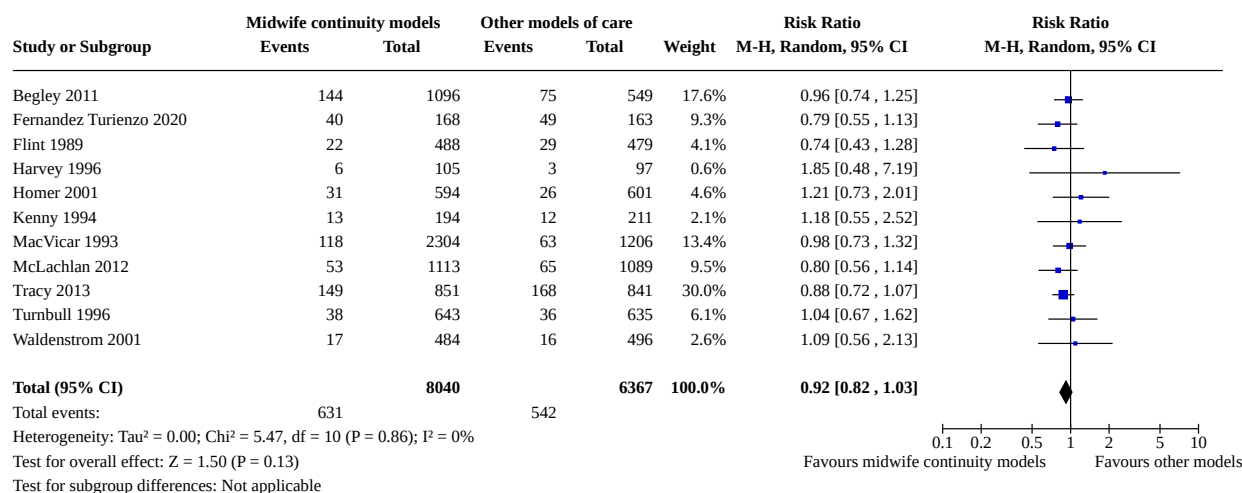 Midwife continuity models Other models of care Risk Ratio Risk Ratio
Study or Subgroup Events Total Events Total Weight M-H, Random, 95% CI M-H, Random, 95% CI
Begley 2011 144 1096 75 549 17.6% 0.96 [0.74 , 1.25]
Fernandez Turienzo 2020 40 168 49 163 9.3% 0.79 [0.55 , 1.13]
Flint 1989 22 488 29 479 4.1% 0.74 [0.43 , 1.28]
Harvey 1996 6 105 3 97 0.6% 1.85 [0.48 , 7.19]
Homer 2001 31 594 26 601 4.6% 1.21 [0.73 , 2.01]
Kenny 1994 13 194 12 211 2.1% 1.18 [0.55 , 2.52]
MacVicar 1993 118 2304 63 1206 13.4% 0.98 [0.73 , 1.32]
McLachlan 2012 53 1113 65 1089 9.5% 0.80 [0.56 , 1.14]
Tracy 2013 149 851 168 841 30.0% 0.88 [0.72 , 1.07]
Turnbull 1996 38 643 36 635 6.1% 1.04 [0.67 , 1.62]
Waldenstrom 2001 17 484 16 496 2.6% 1.09 [0.56 , 2.13]
Total (95% CI) 8040 6367 100.0% 0.92 [0.82 , 1.03]
Total events: 631 542
Heterogeneity: Tau² = 0.00; Chi² = 5.47, df = 10 (P = 0.86); I² = 0%
0.1 0.2 0.5 1 2 5 10
Test for overall effect: Z = 1.50 (P = 0.13) Favours midwife continuity models Favours other models
Test for subgroup differences: Not applicable